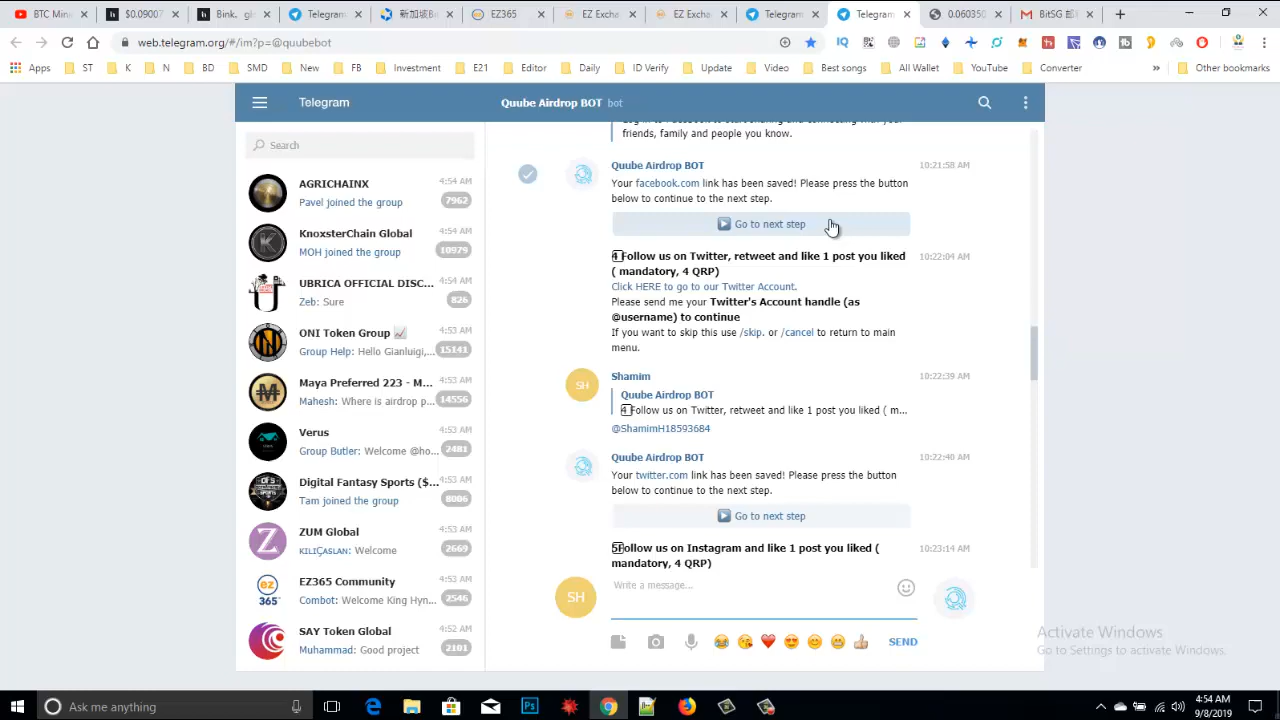 BTC Mine
$0.09007
Bink. gl
Telegram
新加坡Bi
EZ365
EZ Excha
EZ Exch
Telegram
Telegram
0.060350
BitSG
web.telegram.org/#/im?p=@quubebot
Apps
ST
K
N
BD
SMD
New
FB
Investment
E21
Editor
Daily
ID Verify
Update
Video
Best songs
All Wallet
YouTube
Converter
»
Other bookmarks
Telegram
Quube Airdrop BOT bot
Search
AGRICHAINX 4:54 AM
Pavel joined the group 7962
KnoxsterChain Global 4:54 AM
MOH joined the group 10979
UBRICA OFFICIAL DISC... 4:54 AM
Zeb: Sure 826
ONI Token Group 4:53 AM
Group Help: Hello Gianluigi,... 15141
Maya Preferred 223 - M... 4:53 AM
Mahesh: Where is airdrop p... 14556
Verus 4:53 AM
Group Butler: Welcome @ho... 2481
Digital Fantasy Sports ($... 4:53 AM
Tam joined the group 8006
ZUM Global 4:53 AM
KILIÇASLAN: Welcome 2669
EZ365 Community 4:53 AM
Combot: Welcome King Hyn... 2546
SAY Token Global 4:52 AM
Muhammad: Good project 2101
friends, family and people you know.
Quube Airdrop BOT 10:21:58 AM
Your facebook.com link has been saved! Please press the button
below to continue to the next step.
Go to next step
4 Follow us on Twitter, retweet and like 1 post you liked 10:22:04 AM
( mandatory, 4 QRP)
Click HERE to go to our Twitter Account.
Please send me your Twitter's Account handle (as
@username) to continue
If you want to skip this use /skip. or /cancel to return to main
menu.
Shamim 10:22:39 AM
Quube Airdrop BOT
4 Follow us on Twitter, retweet and like 1 post you liked ( m...
@ShamimH18593684
Quube Airdrop BOT 10:22:40 AM
Your twitter.com link has been saved! Please press the button
below to continue to the next step.
Go to next step
5 Follow us on Instagram and like 1 post you liked ( 10:23:14 AM
mandatory, 4 QRP)
Write a message...
SH
SH
SEND
Activate Windows
Go to Settings to activate Windows.
Ask me anything
4:54 AM
9/8/2019